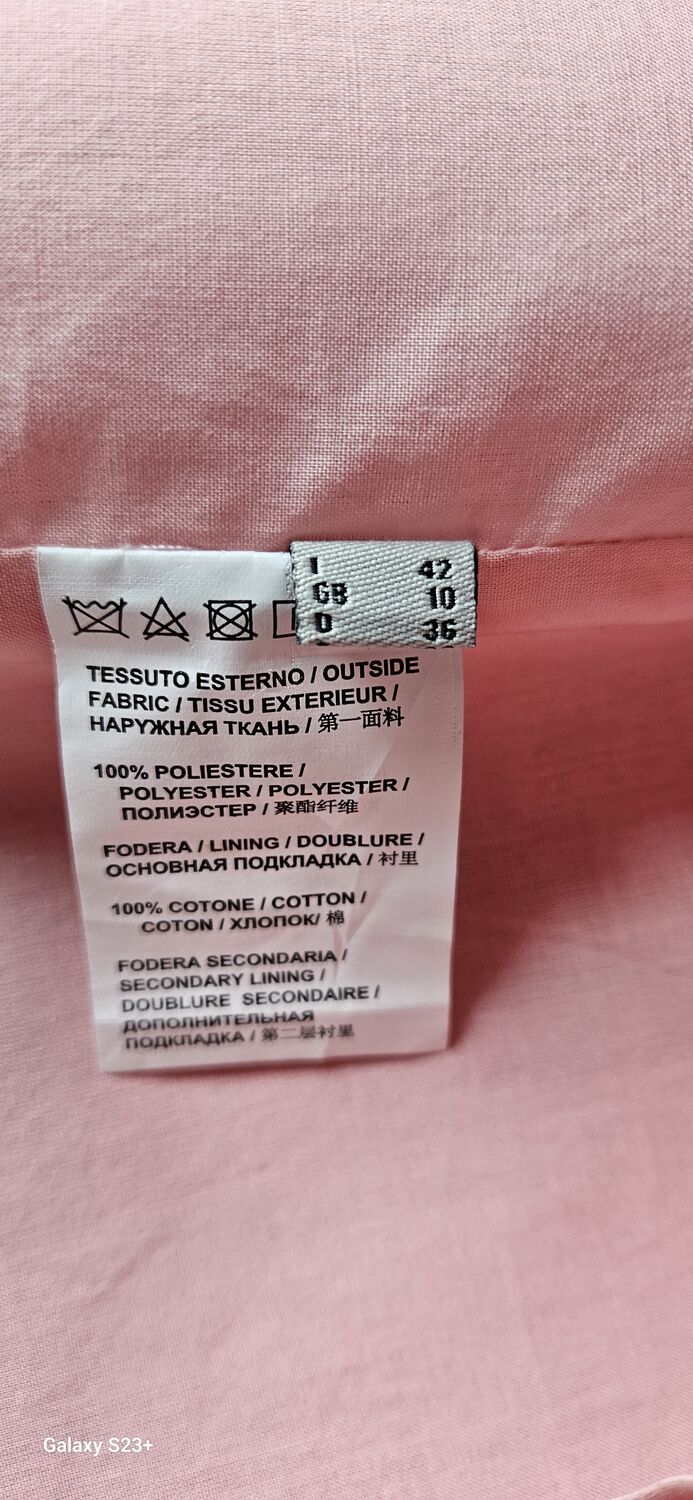 I 42
GB 10
D 36
TESSUTO ESTERNO / OUTSIDE
FABRIC / TISSU EXTERIEUR /
НАРУЖНАЯ ТКАНЬ / 第一面料
100% POLIESTERE /
POLYESTER / POLYESTER /
ПОЛИЭСТЕР / 聚酯纤维
FODERA / LINING / DOUBLURE /
ОСНОВНАЯ ПОДКЛАДКА / 衬里
100% COTONE / COTTON /
COTON / ХЛОПОК/ 棉
FODERA SECONDARIA /
SECONDARY LINING /
DOUBLURE SECONDAIRE /
ДОПОЛНИТЕЛЬНАЯ
ПОДКЛАДКА / 第二层衬里
Galaxy S23+